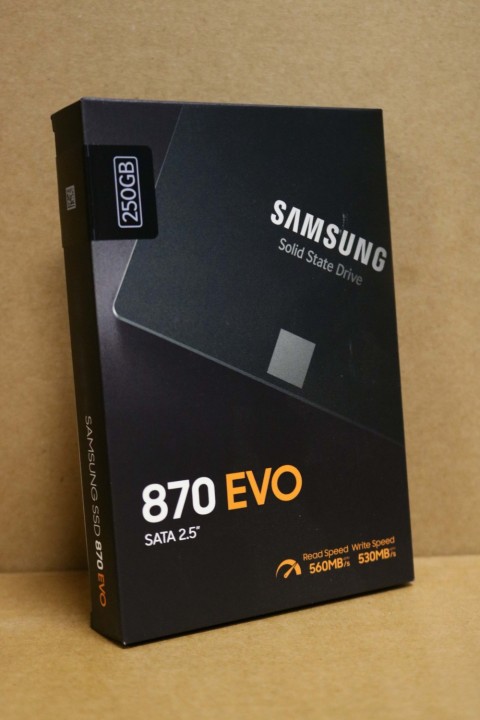 250GB
SAMSUNG
Solid State Drive
870 EVO
SATA 2.5"
Read Speed Write Speed
560MB/s 530MB/s
SAMSUNG SSD 870 EVO